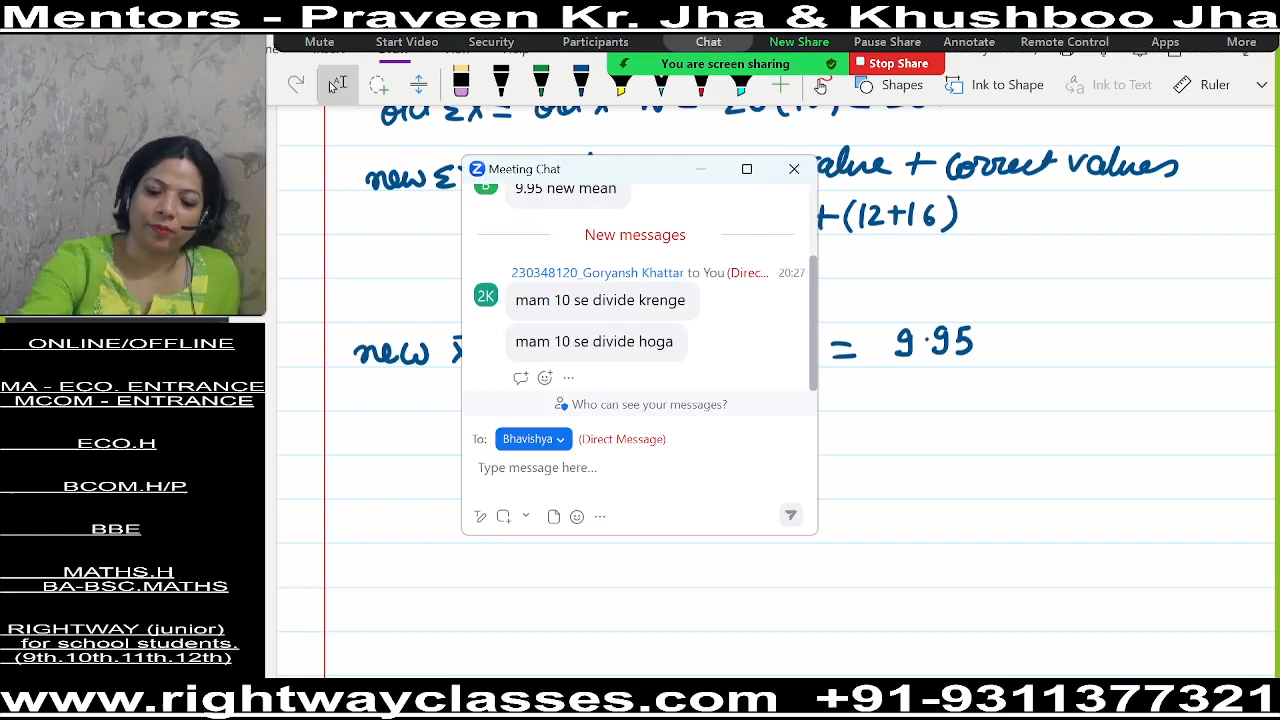 Mentors - Praveen Kr. Jha & Khushboo Jha
Mute Start Video Security Participants Chat New Share Pause Share Annotate Remote Control Apps More
You are screen sharing Stop Share
Shapes Ink to Shape Ink to Text Ruler
old Σx = old x̄ N =
new Σ value + correct values
+(12+16)
new x̄ = 9.95
Meeting Chat
9.95 new mean
New messages
230348120_Goryansh Khattar to You (Direc... 20:27
2K mam 10 se divide krenge
mam 10 se divide hoga
Who can see your messages?
To: Bhavishya (Direct Message)
Type message here...
ONLINE/OFFLINE
MA - ECO. ENTRANCE
MCOM - ENTRANCE
ECO.H
BCOM.H/P
BBE
MATHS.H
BA-BSC.MATHS
RIGHTWAY (junior)
for school students.
(9th.10th.11th.12th)
www.rightwayclasses.com +91-9311377321